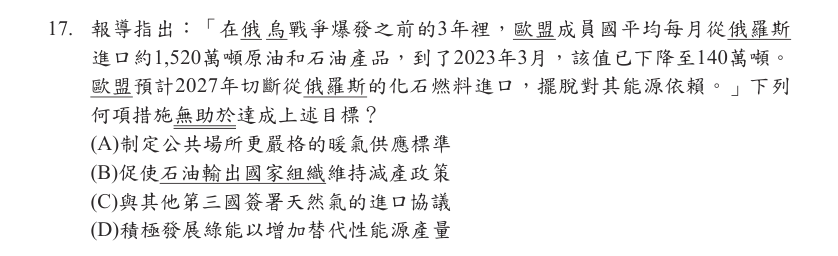 17. 報導指出：「在俄 烏戰爭爆發之前的3年裡，歐盟成員國平均每月從俄羅斯
進口約1,520萬噸原油和石油產品，到了2023年3月，該值已下降至140萬噸。
歐盟預計2027年切斷從俄羅斯的化石燃料進口，擺脫對其能源依賴。」下列
何項措施無助於達成上述目標？
(A)制定公共場所更嚴格的暖氣供應標準
(B)促使石油輸出國家組織維持減產政策
(C)與其他第三國簽署天然氣的進口協議
(D)積極發展綠能以增加替代性能源產量